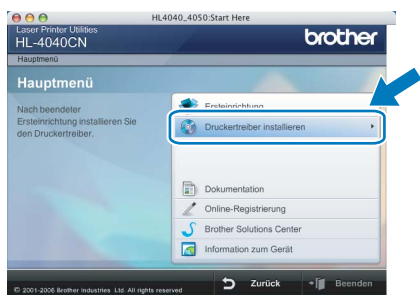 HL4040_4050:Start Here
Laser Printer Utilities
HL-4040CN
brother
Hauptmenü
Hauptmenü
Nach beendeter
Ersteinrichtung installieren Sie
den Druckertreiber.
Ersteinrichtung
Druckertreiber installieren
Dokumentation
Online-Registrierung
Brother Solutions Center
Information zum Gerät
© 2001-2006 Brother Industries Ltd. All rights reserved
Zurück
Beenden